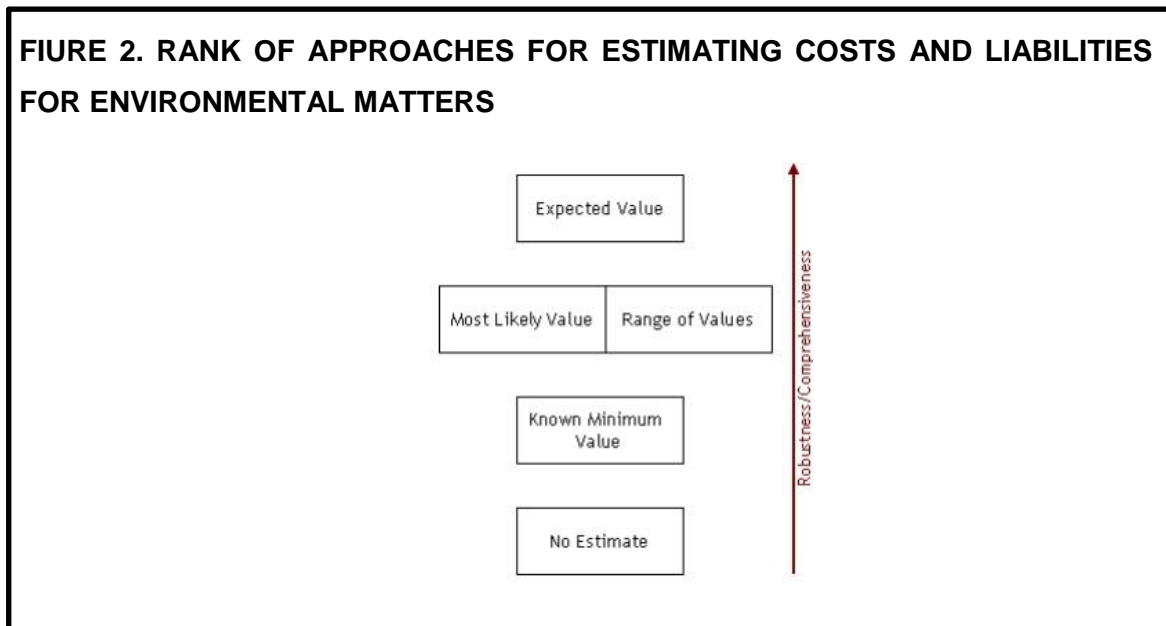 FIURE 2. RANK OF APPROACHES FOR ESTIMATING COSTS AND LIABILITIES
FOR ENVIRONMENTAL MATTERS
Expected Value
Most Likely Value
Range of Values
Known Minimum
Value
No Estimate
Robustness/Comprehensiveness